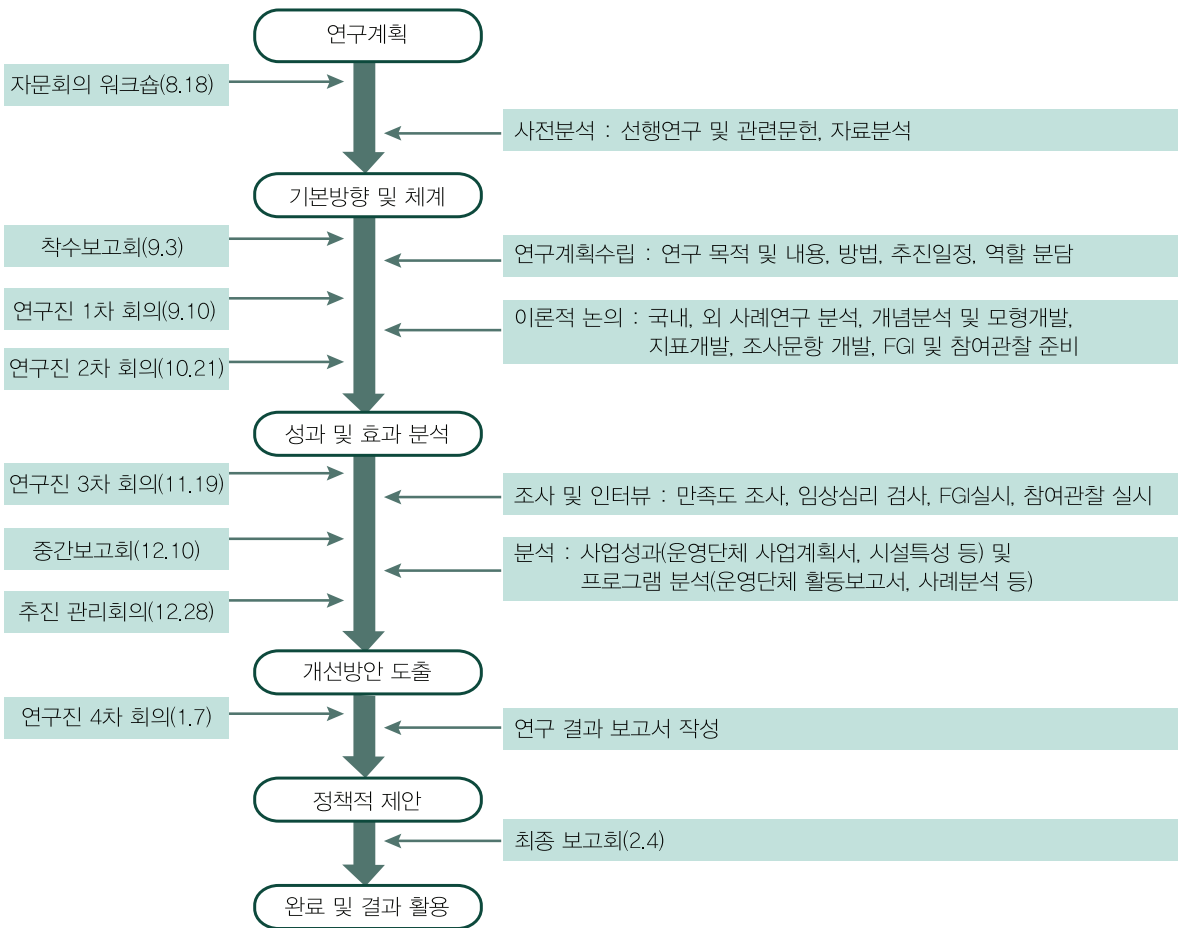 연구계획
자문회의 워크숍(8.18)
사전분석 : 선행연구 및 관련문헌, 자료분석
기본방향 및 체계
착수보고회(9.3)
연구계획수립 : 연구 목적 및 내용, 방법, 추진일정, 역할 분담
연구진 1차 회의(9.10)
이론적 논의 : 국내, 외 사례연구 분석, 개념분석 및 모형개발,
지표개발, 조사문항 개발, FGI 및 참여관찰 준비
연구진 2차 회의(10.21)
성과 및 효과 분석
연구진 3차 회의(11.19)
조사 및 인터뷰 : 만족도 조사, 임상심리 검사, FGI실시, 참여관찰 실시
중간보고회(12.10)
분석 : 사업성과(운영단체 사업계획서, 시설특성 등) 및
프로그램 분석(운영단체 활동보고서, 사례분석 등)
추진 관리회의(12.28)
개선방안 도출
연구진 4차 회의(1.7)
연구 결과 보고서 작성
정책적 제안
최종 보고회(2.4)
완료 및 결과 활용